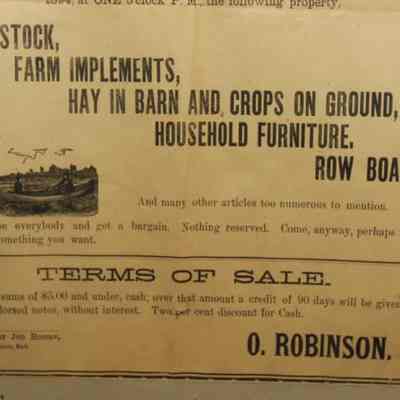 1894, at ONE o'clock P. M., the following property,
STOCK,
FARM IMPLEMENTS,
HAY IN BARN AND CROPS ON GROUND,
HOUSEHOLD FURNITURE,
ROW BOA
And many other articles too numerous to mention.
everybody and get a bargain. Nothing reserved. Come, anyway, perhaps
something you want.
TERMS OF SALE.
sums of $5.00 and under, cash, over that amount a credit of 90 days will be given
dorsed notes, without interest. Two per cent discount for Cash.
Job
O. ROBINSON.